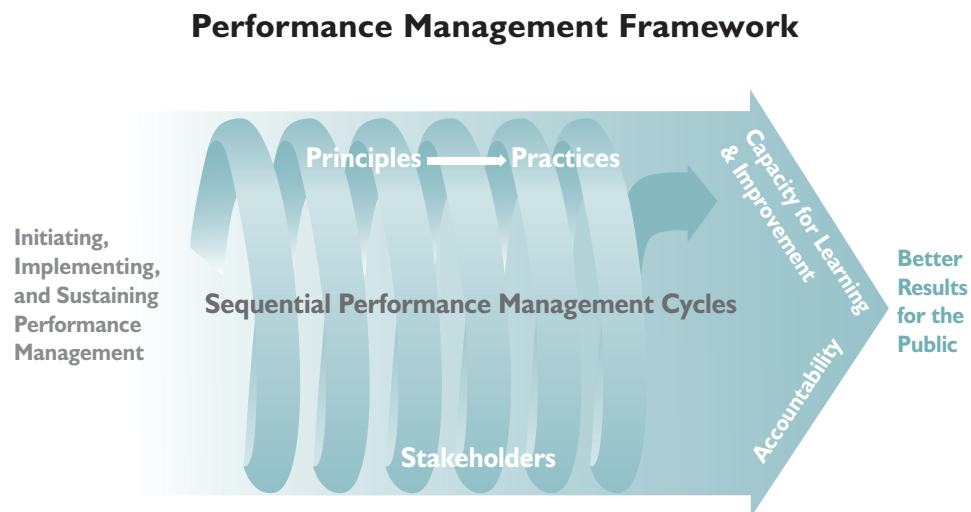 Performance Management Framework
Principles → Practices
Capacity for Learning
& Improvement
Initiating,
Implementing,
and Sustaining
Performance
Management
Sequential Performance Management Cycles
Better
Results
for the
Public
Accountability
Stakeholders